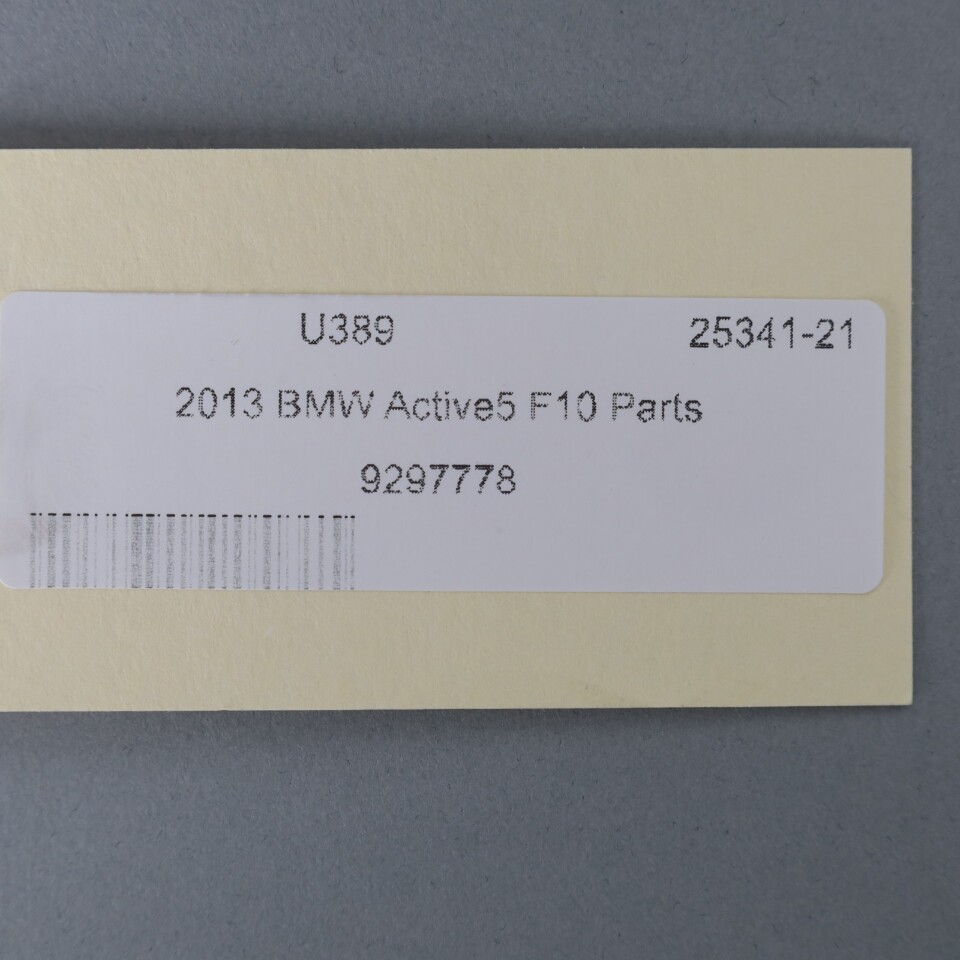 U389 25341-21
2013 BMW Active5 F10 Parts
9297778